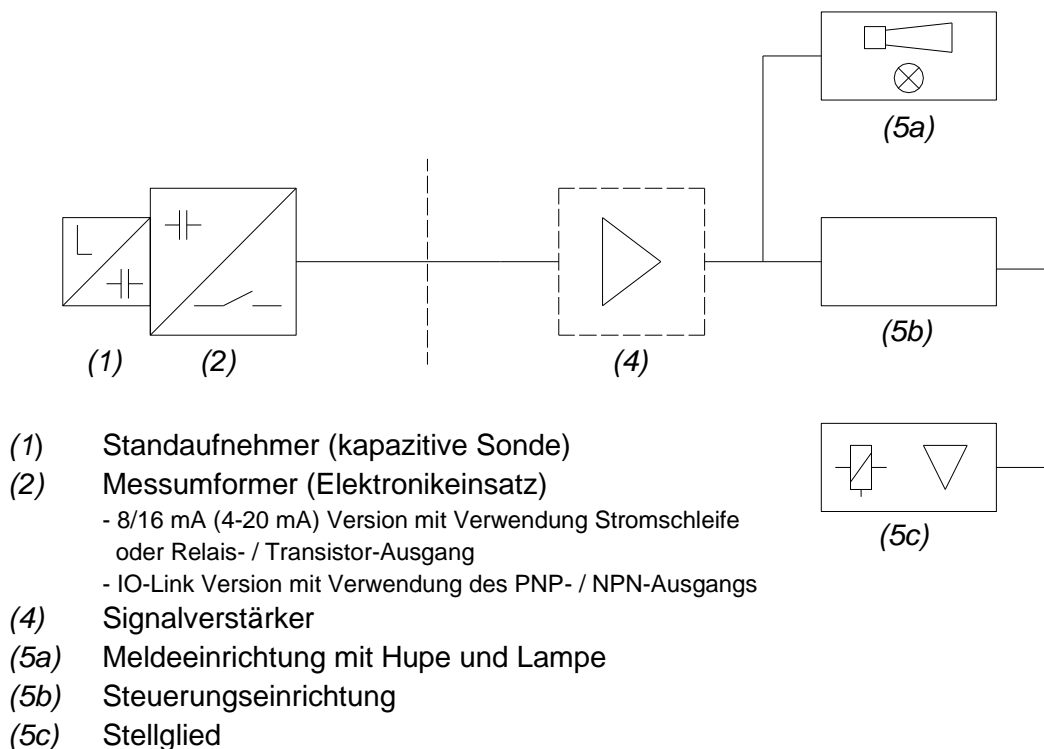 (5a)
(1)
(2)
(4)
(5b)
(5c)
(1) Standaufnehmer (kapazitive Sonde)
(2) Messumformer (Elektronikeinsatz)
- 8/16 mA (4-20 mA) Version mit Verwendung Stromschleife
oder Relais- / Transistor-Ausgang
- IO-Link Version mit Verwendung des PNP- / NPN-Ausgangs
(4) Signalverstärker
(5a) Meldeeinrichtung mit Hupe und Lampe
(5b) Steuerungseinrichtung
(5c) Stellglied